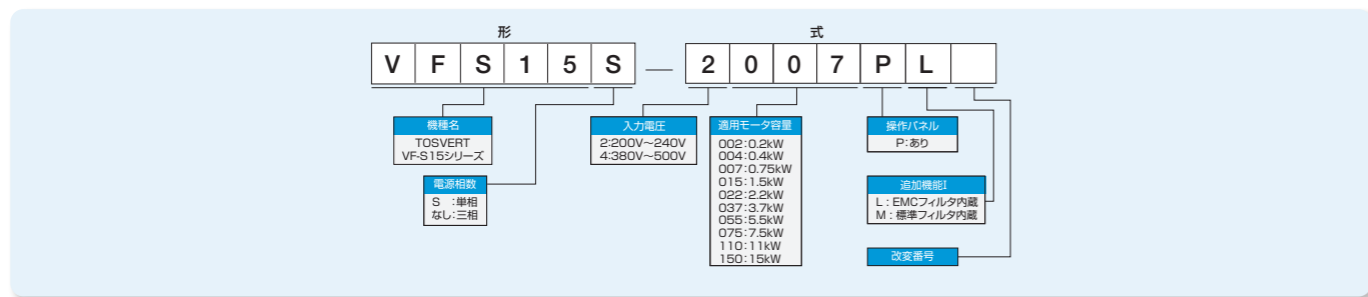 形 式
V F S 1 5 S — 2 0 0 7 P L
機種名
TOSVERT
VF-S15シリーズ
電源相数
S :単相
なし:三相
入力電圧
2:200V〜240V
4:380V〜500V
適用モータ容量
002:0.2kW
004:0.4kW
007:0.75kW
015:1.5kW
022:2.2kW
037:3.7kW
055:5.5kW
075:7.5kW
110:11kW
150:15kW
操作パネル
P:あり
追加機能I
L:EMCフィルタ内蔵
M:標準フィルタ内蔵
改変番号